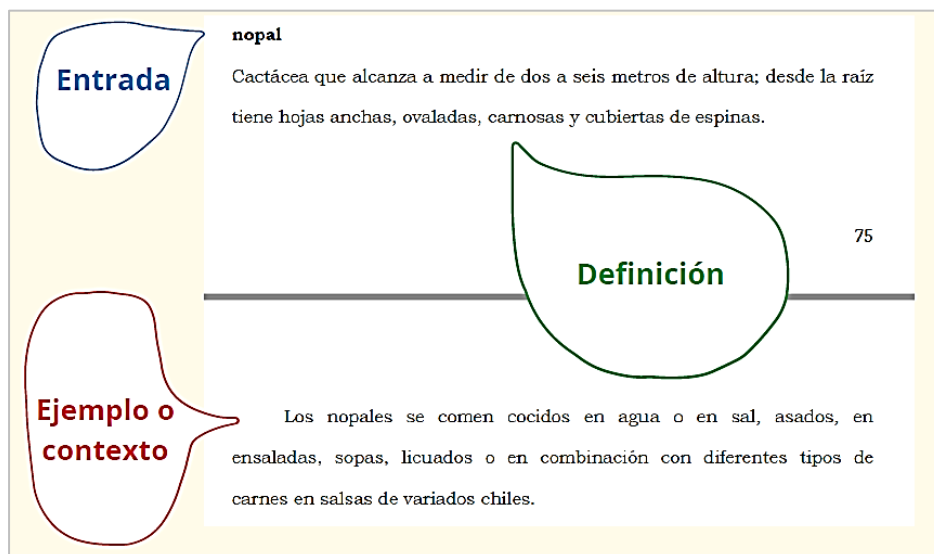 Entrada
nopal
Cactácea que alcanza a medir de dos a seis metros de altura; desde la raíz
tiene hojas anchas, ovaladas, carnosas y cubiertas de espinas.
75
Definición
Ejemplo o
contexto
Los nopales se comen cocidos en agua o en sal, asados, en
ensaladas, sopas, licuados o en combinación con diferentes tipos de
carnes en salsas de variados chiles.